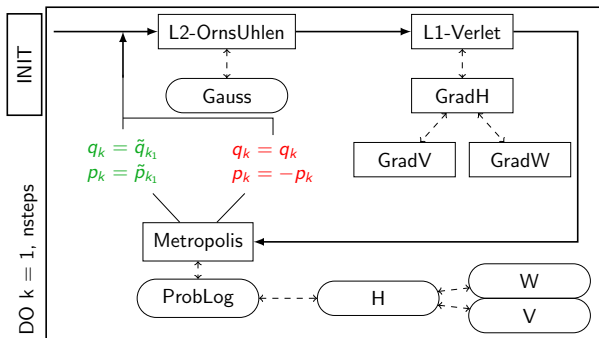 INIT
DO k = 1, nsteps
L2-OrnsUhlen
L1-Verlet
Gauss
GradH
GradV
GradW
q_k = q̃_{k_1}
p_k = p̃_{k_1}
q_k = q_k
p_k = −p_k
Metropolis
ProbLog
H
W
V